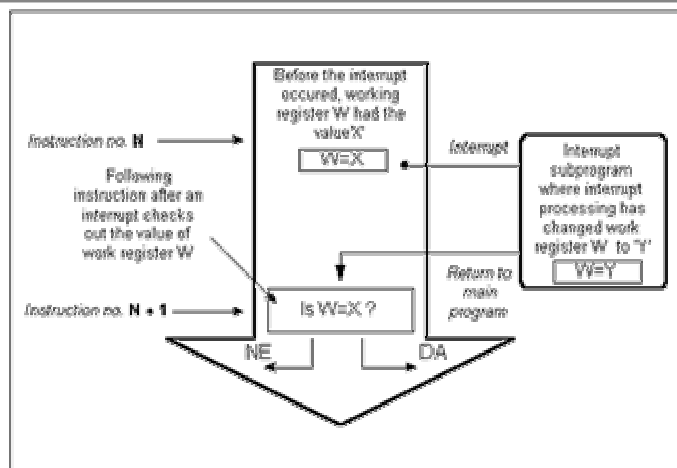 Before the interrupt
occured, working
register W had the
value'X'
W=X
Instruction no. N
Interrupt
Following
instruction after an
interrupt checks
out the value of
work register W
Interrupt
subprogram
where interrupt
processing has
changed work
register 'W' to 'Y'
W=Y
Return to
main
program
Instruction no. N + 1
Is W=X ?
NE
DA